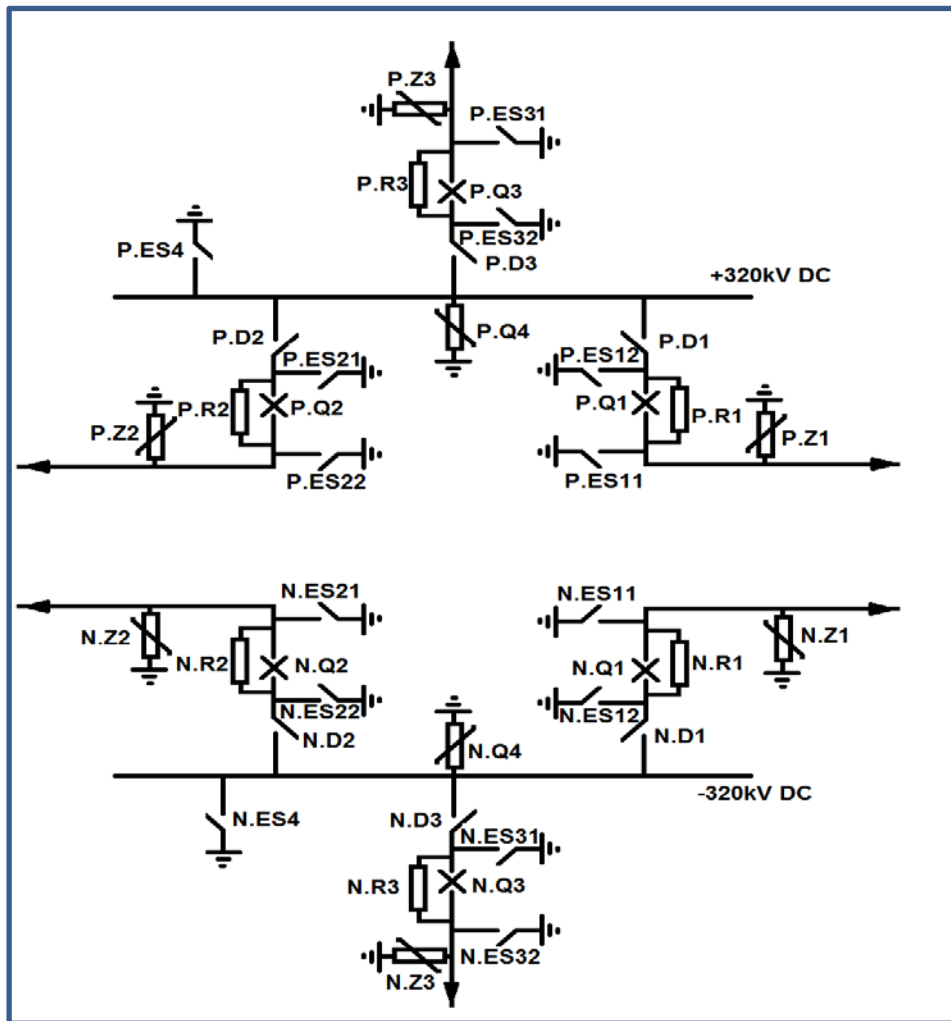 P.Z3
P.ES31
P.R3
P.Q3
P.ES32
P.ES4
P.D3
+320kV DC
P.D2
P.Q4
P.D1
P.ES21
P.ES12
P.R2
P.Q2
P.Q1
P.R1
P.Z2
P.Z1
P.ES22
P.ES11
N.ES21
N.ES11
N.Z2
N.R2
N.Q2
N.Q1
N.R1
N.Z1
N.ES22
N.ES12
N.D2
N.Q4
N.D1
-320kV DC
N.ES4
N.D3
N.ES31
N.R3
N.Q3
N.ES32
N.Z3